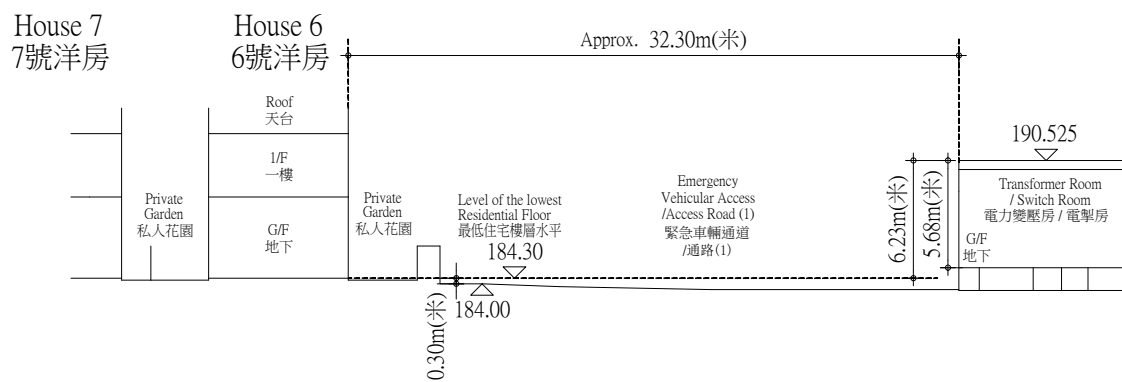 House 7
7號洋房
House 6
6號洋房
Approx. 32.30m(米)
Roof
天台
1/F
一樓
G/F
地下
Private
Garden
私人花園
Private
Garden
私人花園
Level of the lowest
Residential Floor
最低住宅樓層水平
184.30
184.00
0.30m(米)
Emergency
Vehicular Access
/Access Road (1)
緊急車輛通道
/通路(1)
6.23m(米)
5.68m(米)
190.525
Transformer Room
/ Switch Room
電力變壓房 / 電掣房
G/F
地下